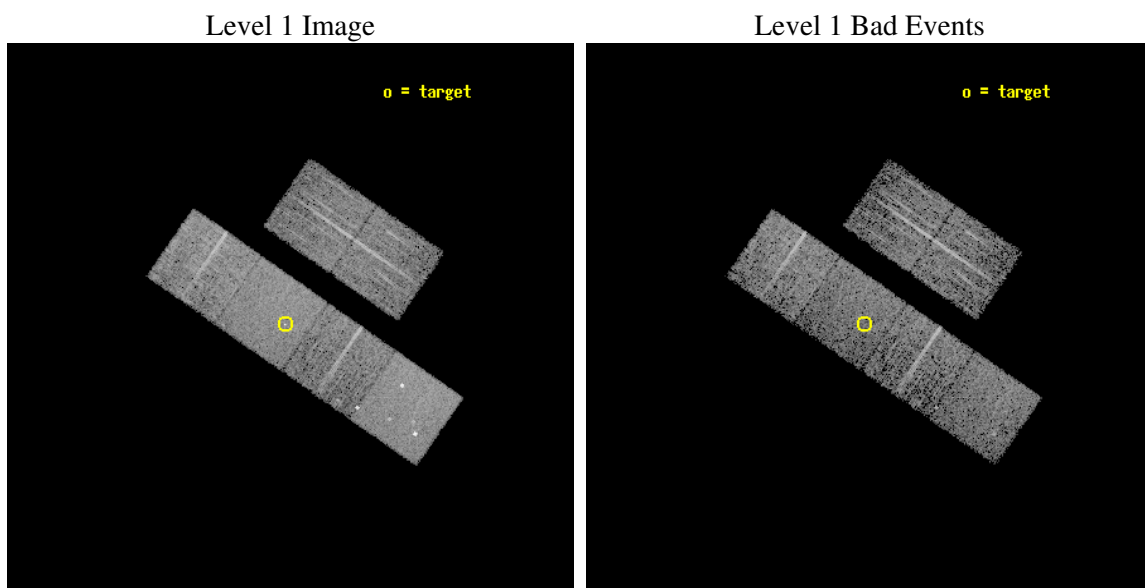 Level 1 Image
Level 1 Bad Events
o = target
o = target